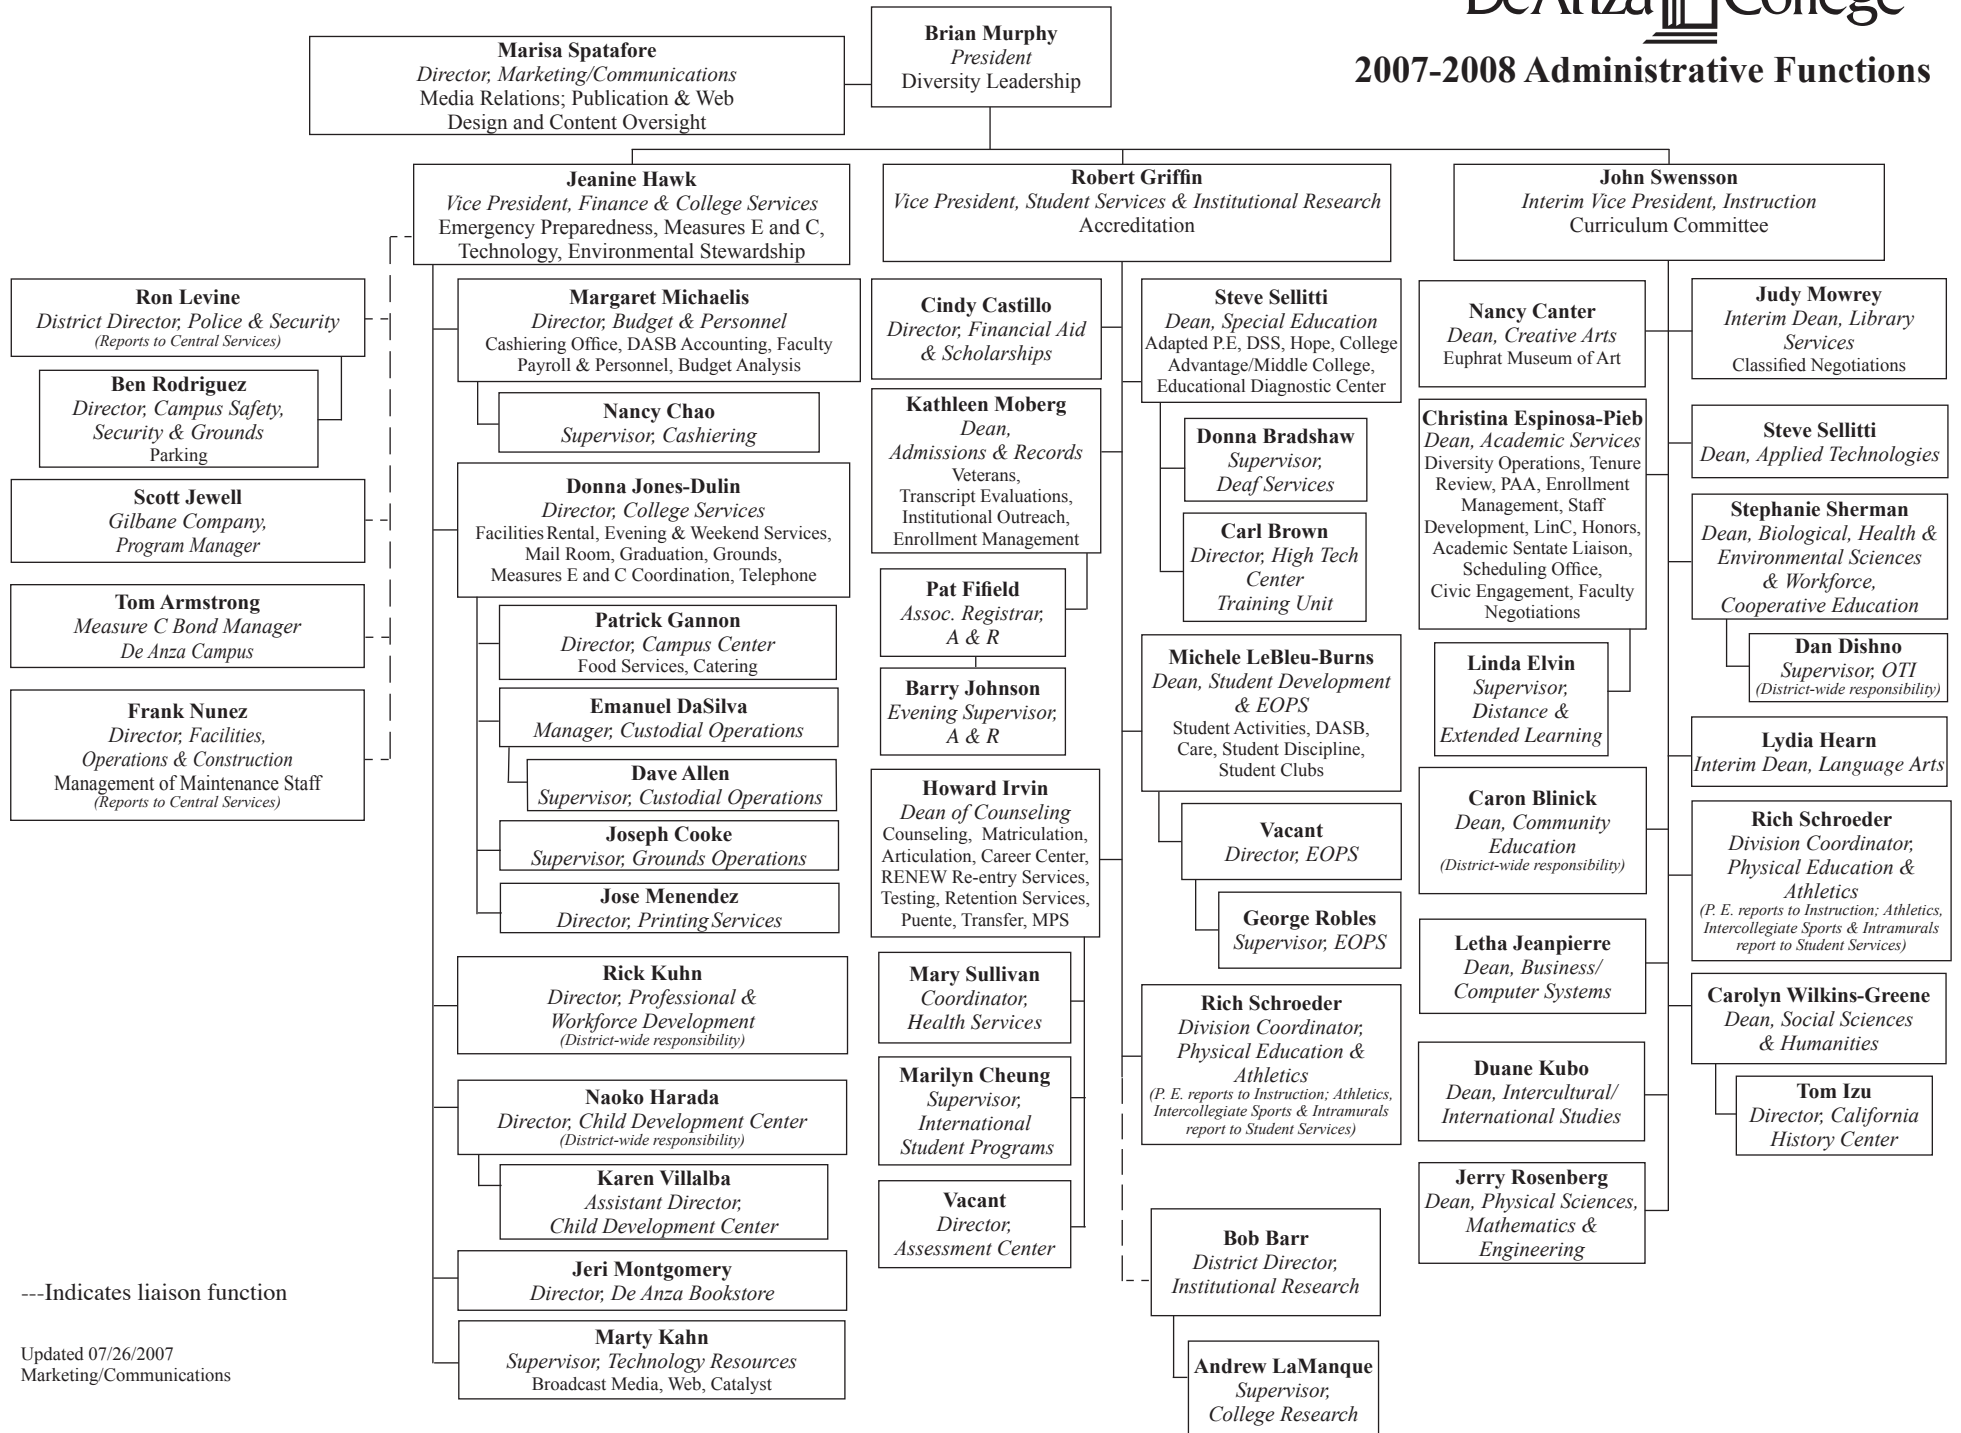 De Anza College
2007-2008 Administrative Functions
Brian Murphy
President
Diversity Leadership
Marisa Spatafore
Director, Marketing/Communications
Media Relations; Publication & Web
Design and Content Oversight
Jeanine Hawk
Vice President, Finance & College Services
Emergency Preparedness, Measures E and C,
Technology, Environmental Stewardship
Robert Griffin
Vice President, Student Services & Institutional Research
Accreditation
John Swensson
Interim Vice President, Instruction
Curriculum Committee
Ron Levine
District Director, Police & Security
(Reports to Central Services)
Ben Rodriguez
Director, Campus Safety,
Security & Grounds
Parking
Scott Jewell
Gilbane Company,
Program Manager
Tom Armstrong
Measure C Bond Manager
De Anza Campus
Frank Nunez
Director, Facilities,
Operations & Construction
Management of Maintenance Staff
(Reports to Central Services)
Margaret Michaelis
Director, Budget & Personnel
Cashiering Office, DASB Accounting, Faculty
Payroll & Personnel, Budget Analysis
Nancy Chao
Supervisor, Cashiering
Donna Jones-Dulin
Director, College Services
Facilities Rental, Evening & Weekend Services,
Mail Room, Graduation, Grounds,
Measures E and C Coordination, Telephone
Patrick Gannon
Director, Campus Center
Food Services, Catering
Emanuel DaSilva
Manager, Custodial Operations
Dave Allen
Supervisor, Custodial Operations
Joseph Cooke
Supervisor, Grounds Operations
Jose Menendez
Director, Printing Services
Rick Kuhn
Director, Professional &
Workforce Development
(District-wide responsibility)
Naoko Harada
Director, Child Development Center
(District-wide responsibility)
Karen Villalba
Assistant Director,
Child Development Center
Jeri Montgomery
Director, De Anza Bookstore
Marty Kahn
Supervisor, Technology Resources
Broadcast Media, Web, Catalyst
Cindy Castillo
Director, Financial Aid
& Scholarships
Kathleen Moberg
Dean,
Admissions & Records
Veterans,
Transcript Evaluations,
Institutional Outreach,
Enrollment Management
Pat Fifield
Assoc. Registrar,
A & R
Barry Johnson
Evening Supervisor,
A & R
Howard Irvin
Dean of Counseling
Counseling, Matriculation,
Articulation, Career Center,
RENEW Re-entry Services,
Testing, Retention Services,
Puente, Transfer, MPS
Mary Sullivan
Coordinator,
Health Services
Marilyn Cheung
Supervisor,
International
Student Programs
Vacant
Director,
Assessment Center
Steve Sellitti
Dean, Special Education
Adapted P.E, DSS, Hope, College
Advantage/Middle College,
Educational Diagnostic Center
Donna Bradshaw
Supervisor,
Deaf Services
Carl Brown
Director, High Tech
Center
Training Unit
Michele LeBleu-Burns
Dean, Student Development
& EOPS
Student Activities, DASB,
Care, Student Discipline,
Student Clubs
Vacant
Director, EOPS
George Robles
Supervisor, EOPS
Rich Schroeder
Division Coordinator,
Physical Education &
Athletics
(P. E. reports to Instruction; Athletics,
Intercollegiate Sports & Intramurals
report to Student Services)
Bob Barr
District Director,
Institutional Research
Andrew LaManque
Supervisor,
College Research
Nancy Canter
Dean, Creative Arts
Euphrat Museum of Art
Christina Espinosa-Pieb
Dean, Academic Services
Diversity Operations, Tenure
Review, PAA, Enrollment
Management, Staff
Development, LinC, Honors,
Academic Sentate Liaison,
Scheduling Office,
Civic Engagement, Faculty
Negotiations
Linda Elvin
Supervisor,
Distance &
Extended Learning
Caron Blinick
Dean, Community
Education
(District-wide responsibility)
Letha Jeanpierre
Dean, Business/
Computer Systems
Duane Kubo
Dean, Intercultural/
International Studies
Jerry Rosenberg
Dean, Physical Sciences,
Mathematics &
Engineering
Judy Mowrey
Interim Dean, Library
Services
Classified Negotiations
Steve Sellitti
Dean, Applied Technologies
Stephanie Sherman
Dean, Biological, Health &
Environmental Sciences
& Workforce,
Cooperative Education
Dan Dishno
Supervisor, OTI
(District-wide responsibility)
Lydia Hearn
Interim Dean, Language Arts
Rich Schroeder
Division Coordinator,
Physical Education &
Athletics
(P. E. reports to Instruction; Athletics,
Intercollegiate Sports & Intramurals
report to Student Services)
Carolyn Wilkins-Greene
Dean, Social Sciences
& Humanities
Tom Izu
Director, California
History Center
---Indicates liaison function
Updated 07/26/2007
Marketing/Communications